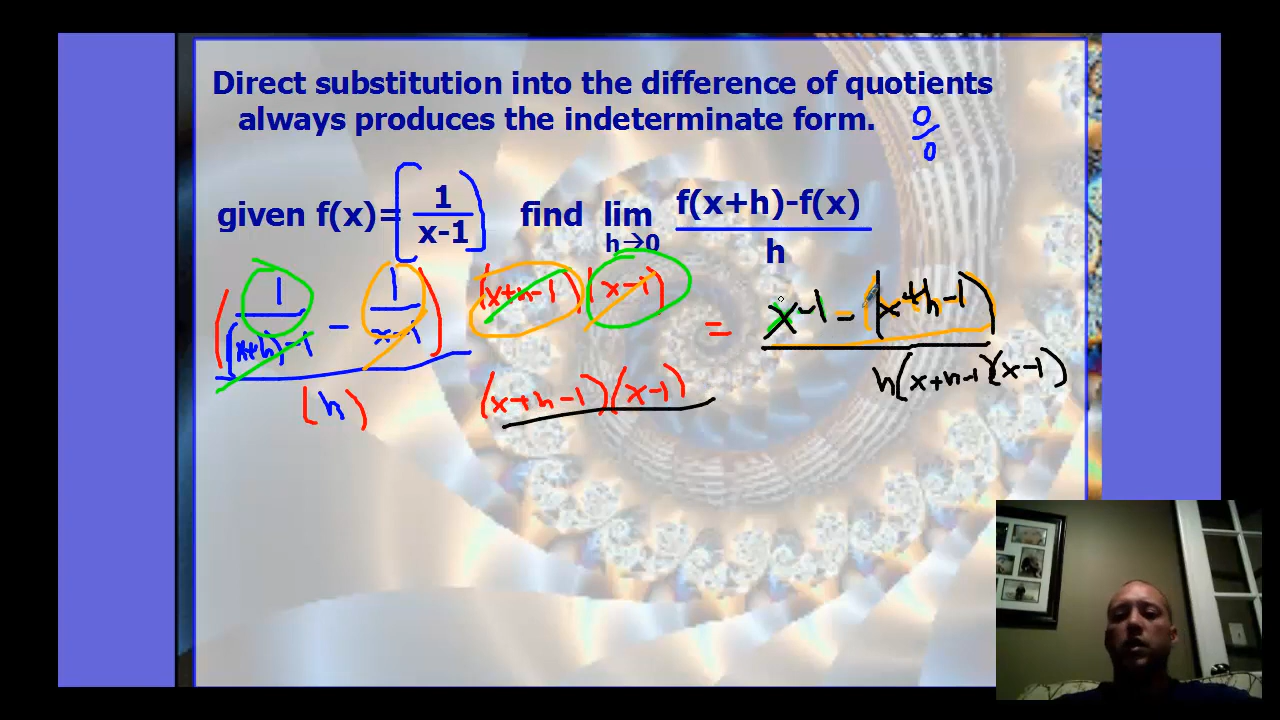 Direct substitution into the difference of quotients
always produces the indeterminate form. 0/0
given f(x)= [1/(x-1)] find lim h→0 (f(x+h)-f(x))/h
( 1 − 1 ) (x+h-1) (x-1) = x-1 - (x+h-1)
(x+h)-1 x-1
(h) (x+h-1)(x-1) h(x+h-1)(x-1)